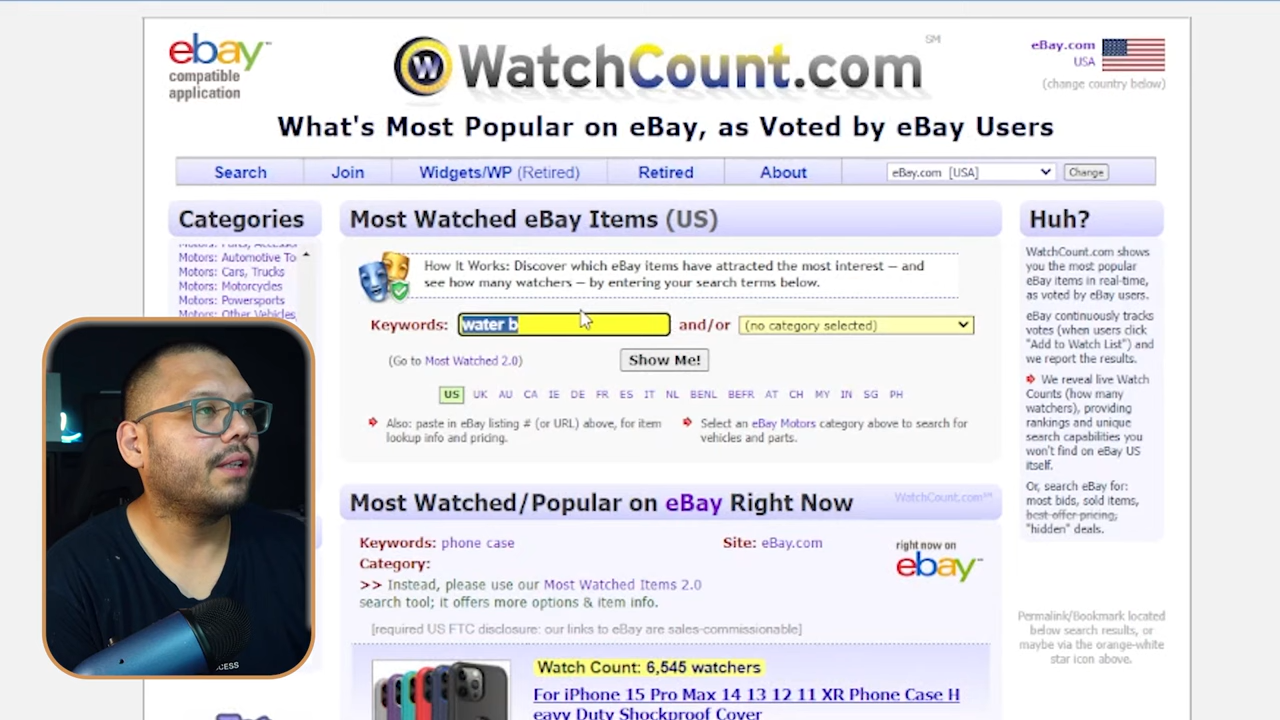 ebay™
compatible
application
WatchCount.com SM
eBay.com
USA
(change country below)
What's Most Popular on eBay, as Voted by eBay Users
Search
Join
Widgets/WP (Retired)
Retired
About
eBay.com [USA]
Change
Categories
Motors: Parts, Accessor
Motors: Automotive To
Motors: Cars, Trucks
Motors: Motorcycles
Motors: Powersports
Motors: Other Vehicles
Most Watched eBay Items (US)
How It Works: Discover which eBay items have attracted the most interest – and
see how many watchers – by entering your search terms below.
Keywords: water b and/or (no category selected)
(Go to Most Watched 2.0) Show Me!
US UK AU CA IE DE FR ES IT NL BENL BEFR AT CH MY IN SG PH
Also: paste in eBay listing # (or URL) above, for item
lookup info and pricing.
Select an eBay Motors category above to search for
vehicles and parts.
Huh?
WatchCount.com shows
you the most popular
eBay items in real-time,
as voted by eBay users.
eBay continuously tracks
votes (when users click
"Add to Watch List") and
we report the results.
We reveal live Watch
Counts (how many
watchers), providing
rankings and unique
search capabilities you
won't find on eBay US
itself.
Or, search eBay for:
most bids, sold items,
best offer pricing,
"hidden" deals.
Most Watched/Popular on eBay Right Now
WatchCount.com℠
Keywords: phone case
Site: eBay.com
right now on
ebay™
Category:
>> Instead, please use our Most Watched Items 2.0
search tool; it offers more options & item info.
[required US FTC disclosure: our links to eBay are sales-commissionable]
Permalink/Bookmark located
below search results, or
maybe via the orange-white
star icon above.
Watch Count: 6,545 watchers
For iPhone 15 Pro Max 14 13 12 11 XR Phone Case H
eavy Duty Shockproof Cover